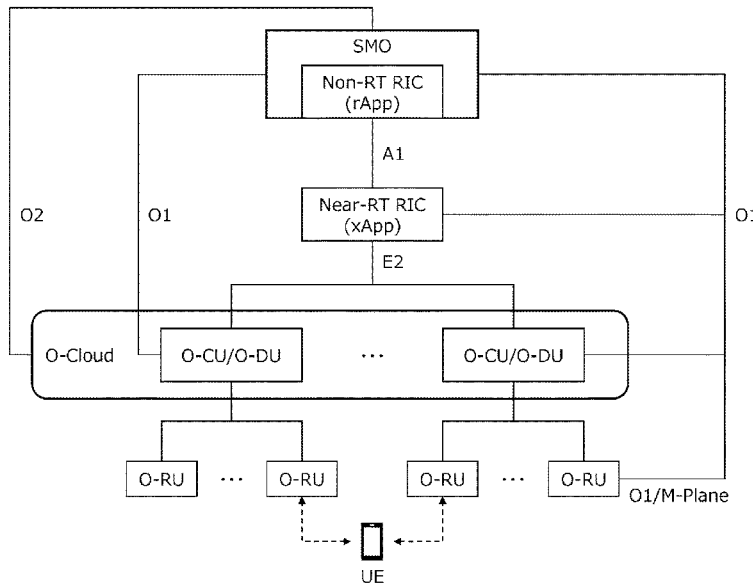 SMO
Non-RT RIC
(rApp)
A1
O2
O1
Near-RT RIC
(xApp)
O1
E2
O-Cloud
O-CU/O-DU
...
O-CU/O-DU
O-RU
...
O-RU
O-RU
...
O-RU
O1/M-Plane
UE